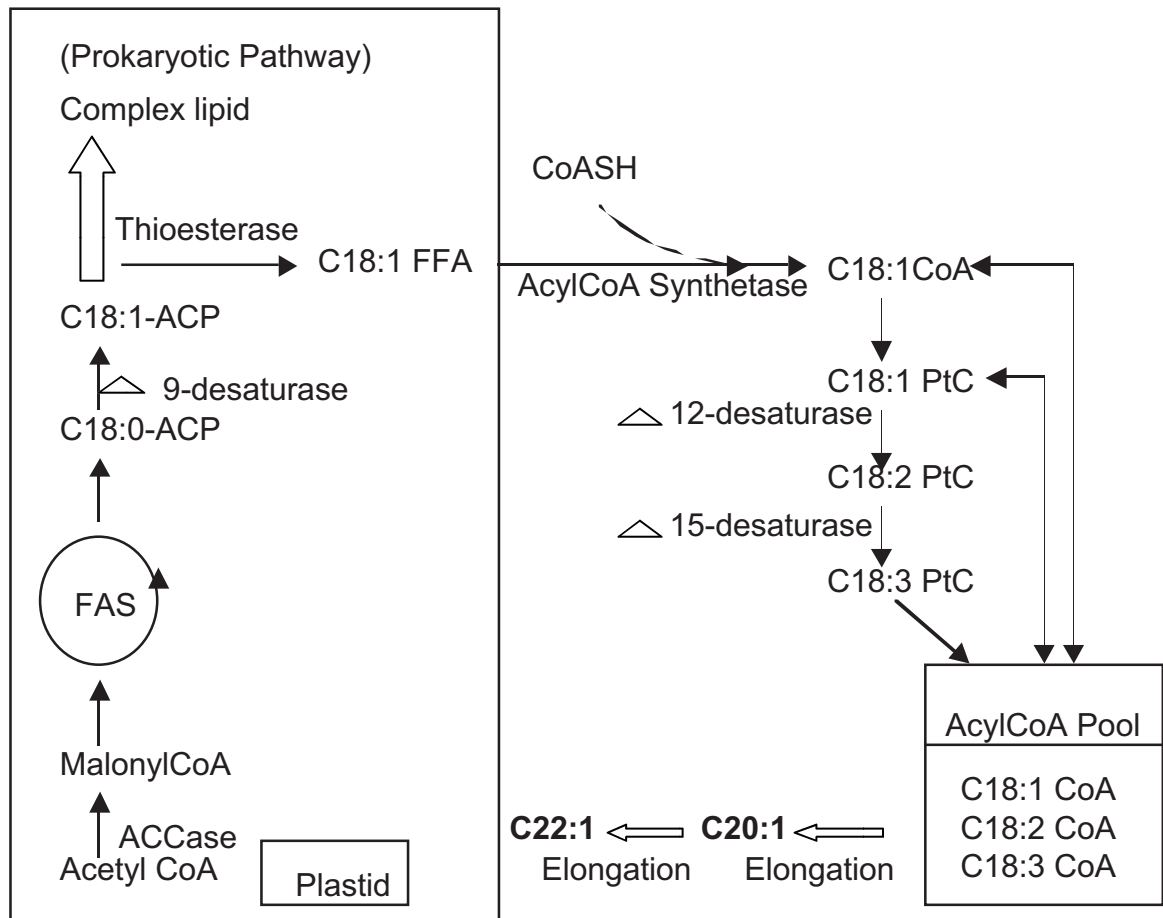 (Prokaryotic Pathway)
Complex lipid
Thioesterase
C18:1 FFA
C18:1-ACP
9-desaturase
C18:0-ACP
FAS
MalonylCoA
ACCase
Acetyl CoA
Plastid
CoASH
AcylCoA Synthetase
C18:1CoA
C18:1 PtC
12-desaturase
C18:2 PtC
15-desaturase
C18:3 PtC
AcylCoA Pool
C18:1 CoA
C18:2 CoA
C18:3 CoA
C22:1
C20:1
Elongation
Elongation